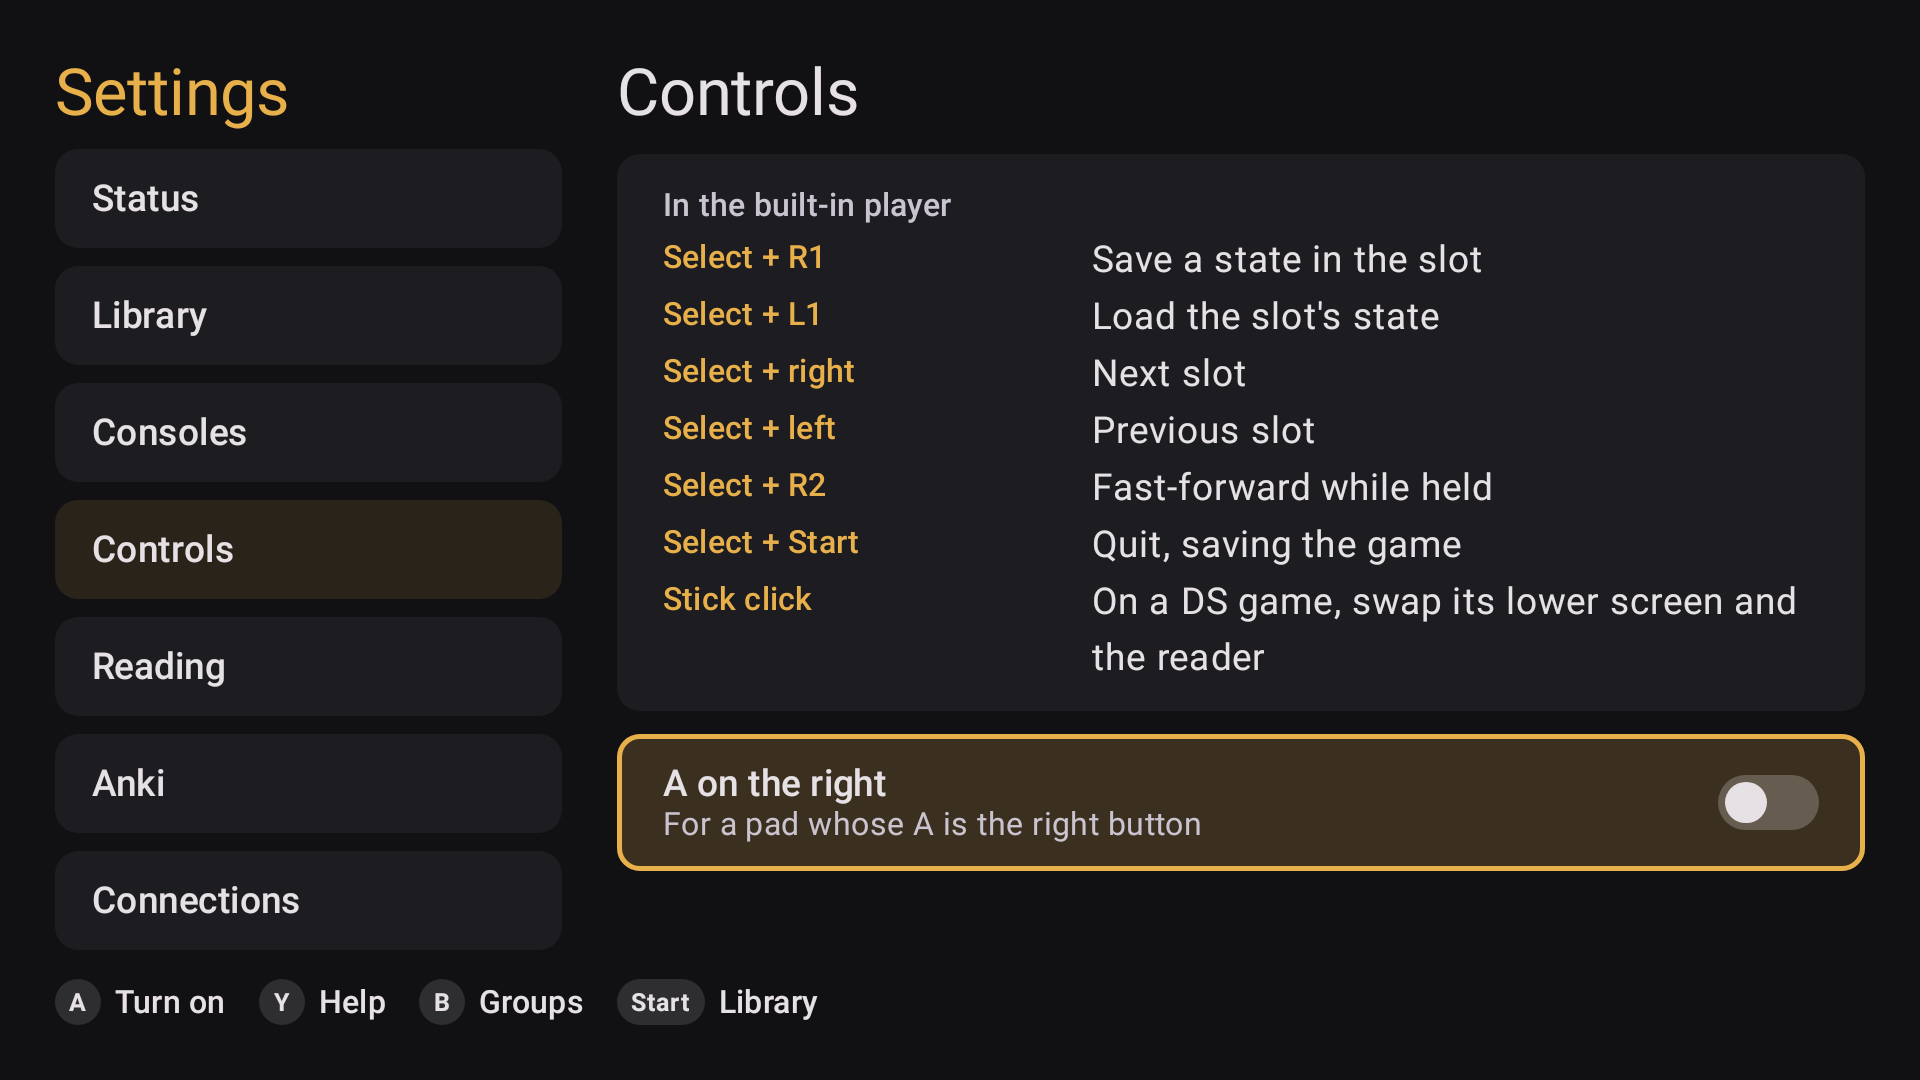 Settings
Status
Library
Consoles
Controls
Reading
Anki
Connections
Controls
In the built-in player
Select + R1 Save a state in the slot
Select + L1 Load the slot's state
Select + right Next slot
Select + left Previous slot
Select + R2 Fast-forward while held
Select + Start Quit, saving the game
Stick click On a DS game, swap its lower screen and
the reader
A on the right
For a pad whose A is the right button
A Turn on Y Help B Groups Start Library